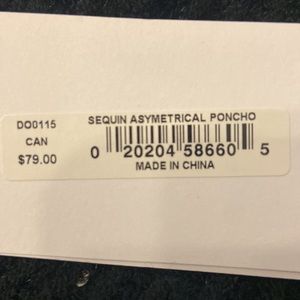 DO0115
CAN
$79.00
SEQUIN ASYMETRICAL PONCHO
0 20204 58660 5
MADE IN CHINA